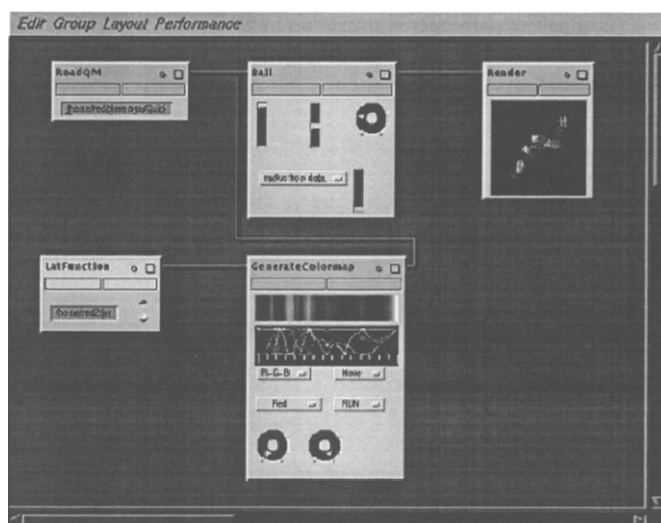 Edit Group Layout Performance
ReadQM
Ball
Render
radius from data
LatFunction
GenerateColormap
R-G-B
None
Red
RUN